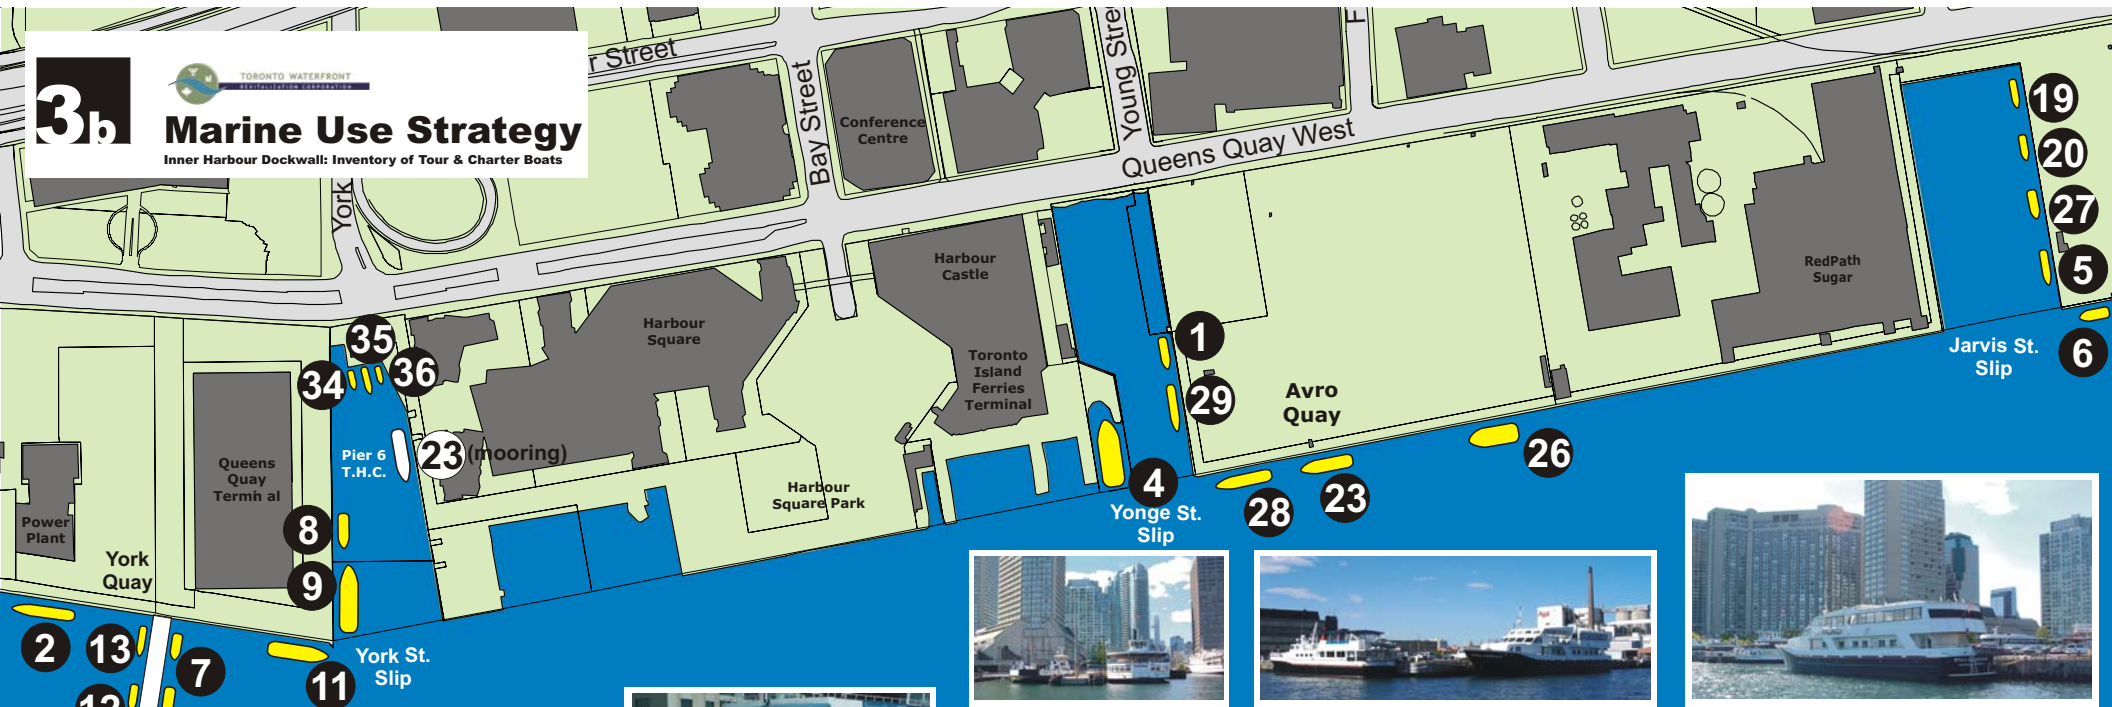 3b
TORONTO WATERFRONT
REVITALIZATION CORPORATION
Marine Use Strategy
Inner Harbour Dockwall: Inventory of Tour & Charter Boats
r Street
York
Bay Street
Conference
Centre
Young Stree
F
Queens Quay West
19
20
27
5
6
RedPath
Sugar
Jarvis St.
Slip
Harbour
Castle
Harbour
Square
Toronto
Island
Ferries
Terminal
1
29
Avro
Quay
26
35
34
36
Pier 6
T.H.C.
23 (mooring)
Queens
Quay
Termin al
Harbour
Square Park
4
Yonge St.
Slip
28
23
Power
Plant
York
Quay
8
9
2
13
7
11
York St.
Slip
12